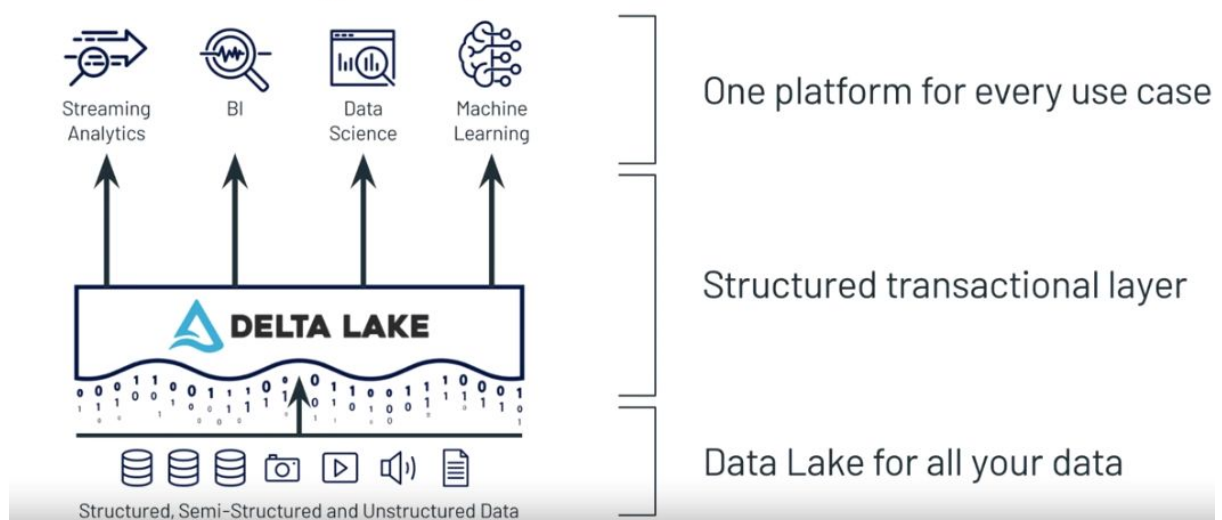 Streaming
Analytics
BI
Data
Science
Machine
Learning
One platform for every use case
DELTA LAKE
Structured transactional layer
Structured, Semi-Structured and Unstructured Data
Data Lake for all your data